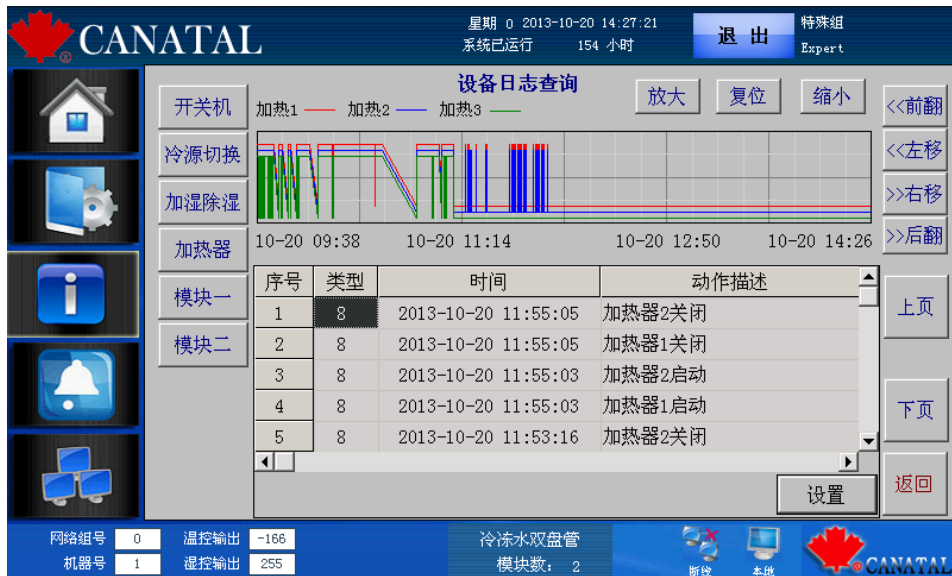 CANATAL
星期 0 2013-10-20 14:27:21
系统已运行 154 小时
退出
特殊组
Expert
设备日志查询
加热1 加热2 加热3
放大 复位 缩小
开关机
冷源切换
加湿除湿
加热器
模块一
模块二
<<前翻
<<左移
>>右移
>>后翻
10-20 09:38 10-20 11:14 10-20 12:50 10-20 14:26
序号 类型 时间 动作描述
1 8 2013-10-20 11:55:05 加热器2关闭
2 8 2013-10-20 11:55:05 加热器1关闭
3 8 2013-10-20 11:55:03 加热器2启动
4 8 2013-10-20 11:55:03 加热器1启动
5 8 2013-10-20 11:53:16 加热器2关闭
上页
下页
设置
返回
网络组号 0 温控输出 -166
机器号 1 湿控输出 255
冷冻水双盘管
模块数: 2
断线 本地
CANATAL